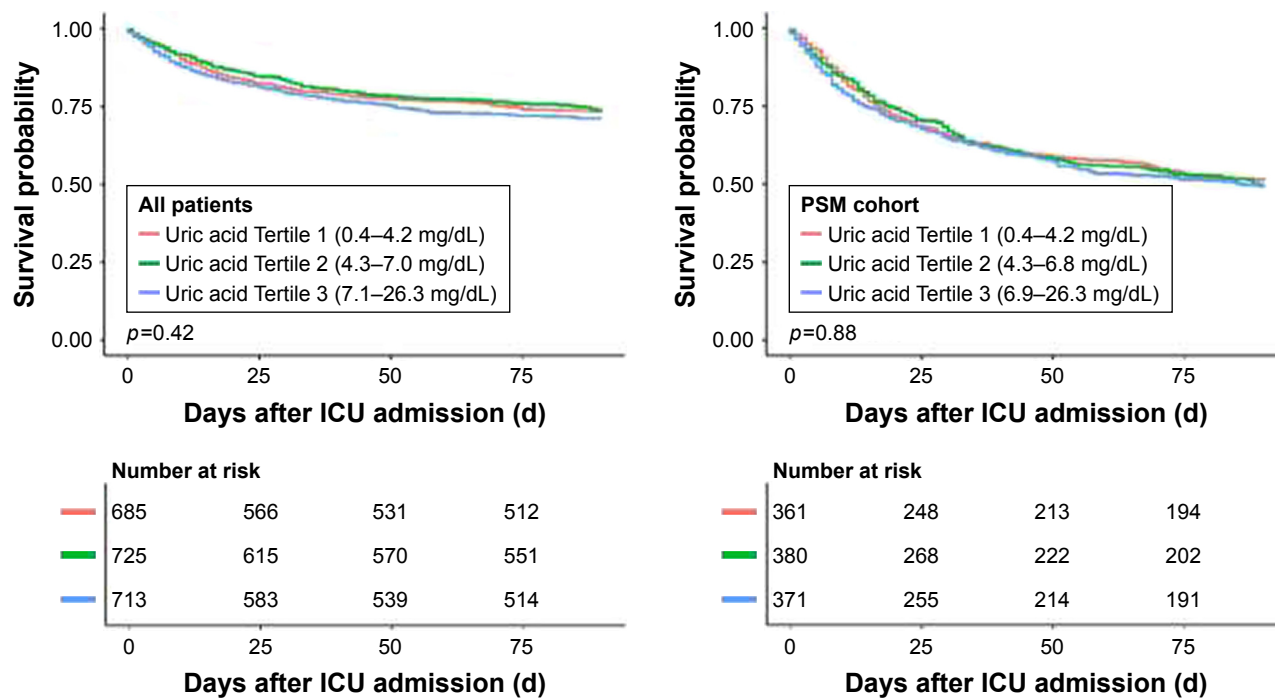 Survival probability
1.00
0.75
0.50
0.25
0.00
All patients
Uric acid Tertile 1 (0.4–4.2 mg/dL)
Uric acid Tertile 2 (4.3–7.0 mg/dL)
Uric acid Tertile 3 (7.1–26.3 mg/dL)
p=0.42
0 25 50 75
Days after ICU admission (d)
Number at risk
685 566 531 512
725 615 570 551
713 583 539 514
0 25 50 75
Days after ICU admission (d)
Survival probability
1.00
0.75
0.50
0.25
0.00
PSM cohort
Uric acid Tertile 1 (0.4–4.2 mg/dL)
Uric acid Tertile 2 (4.3–6.8 mg/dL)
Uric acid Tertile 3 (6.9–26.3 mg/dL)
p=0.88
0 25 50 75
Days after ICU admission (d)
Number at risk
361 248 213 194
380 268 222 202
371 255 214 191
0 25 50 75
Days after ICU admission (d)